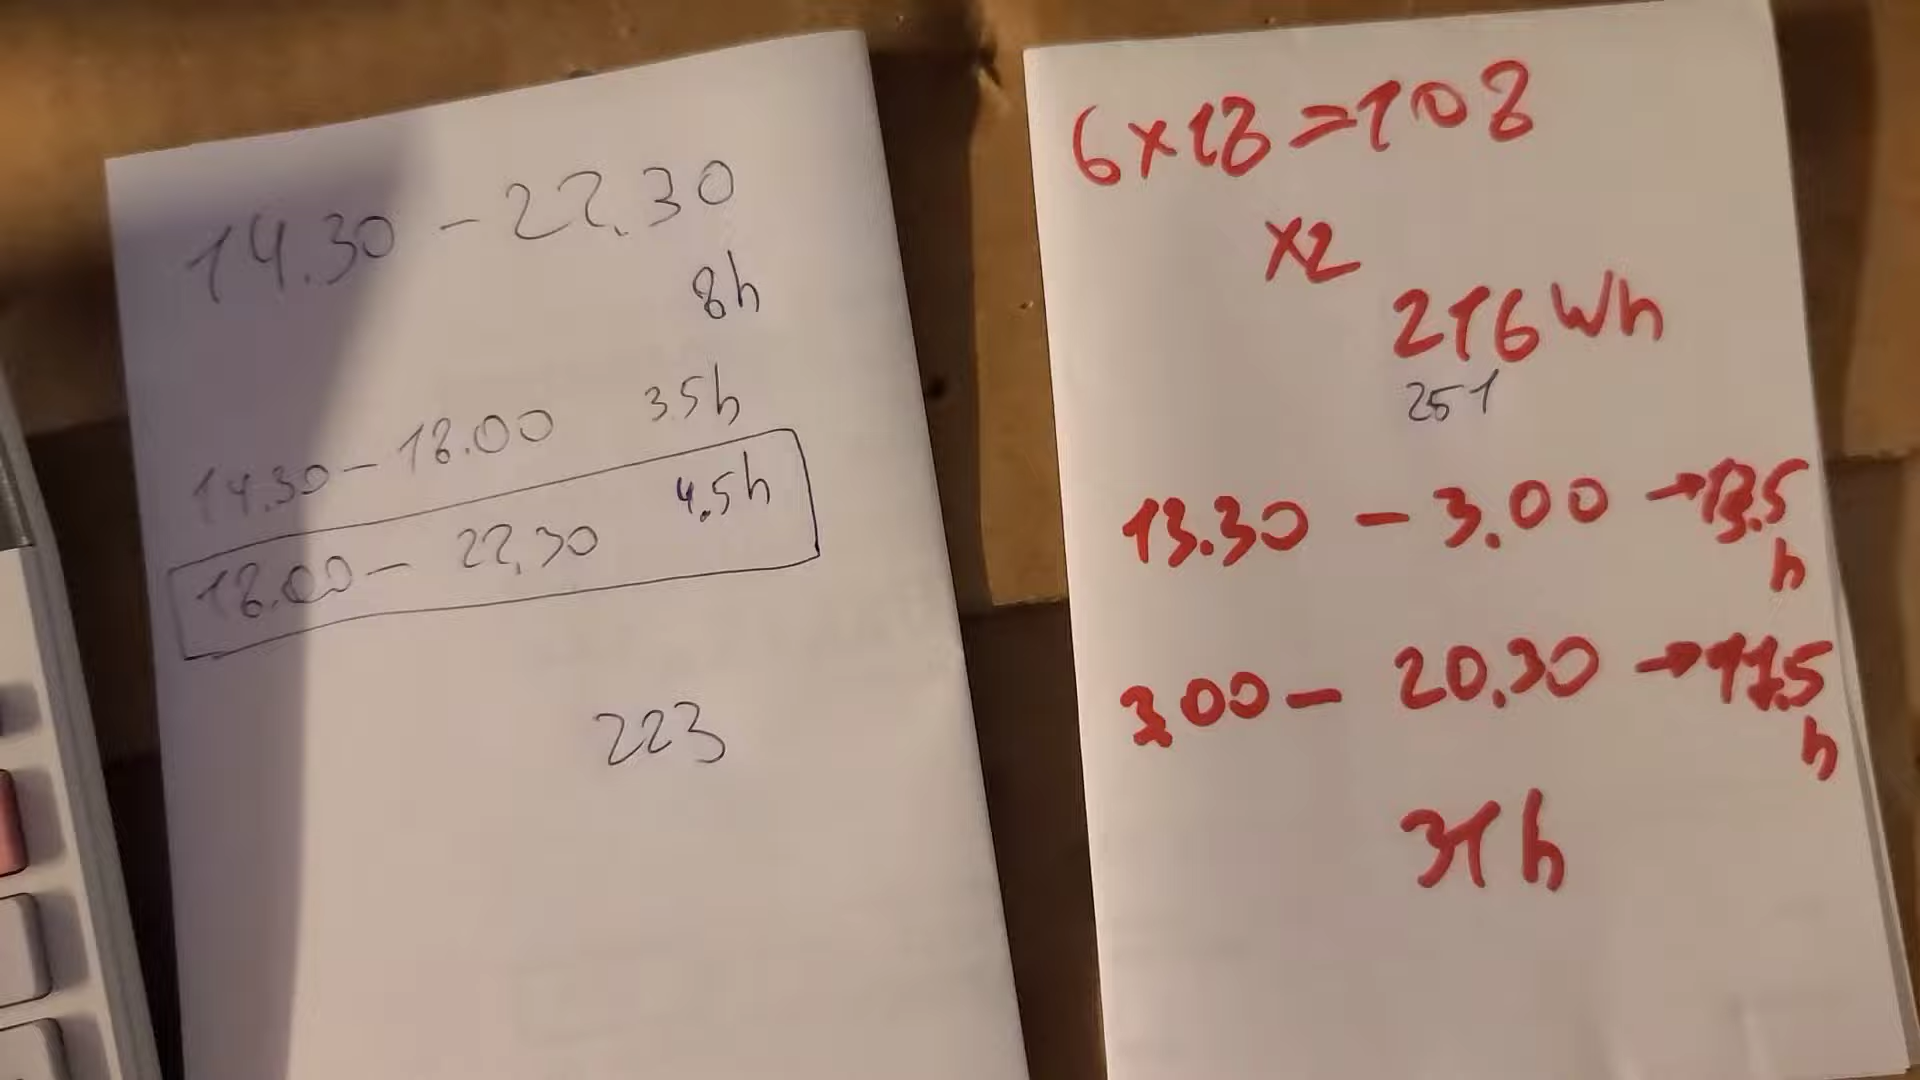 14.30 - 22.30
8h
14.30 - 18.00 3.5h
18.00 - 22.30 4.5h
223
6x18=108
x2
216 Wh
251
13.30 - 3.00 → 13.5
h
3.00 - 20.30 → 17.5
h
31 h